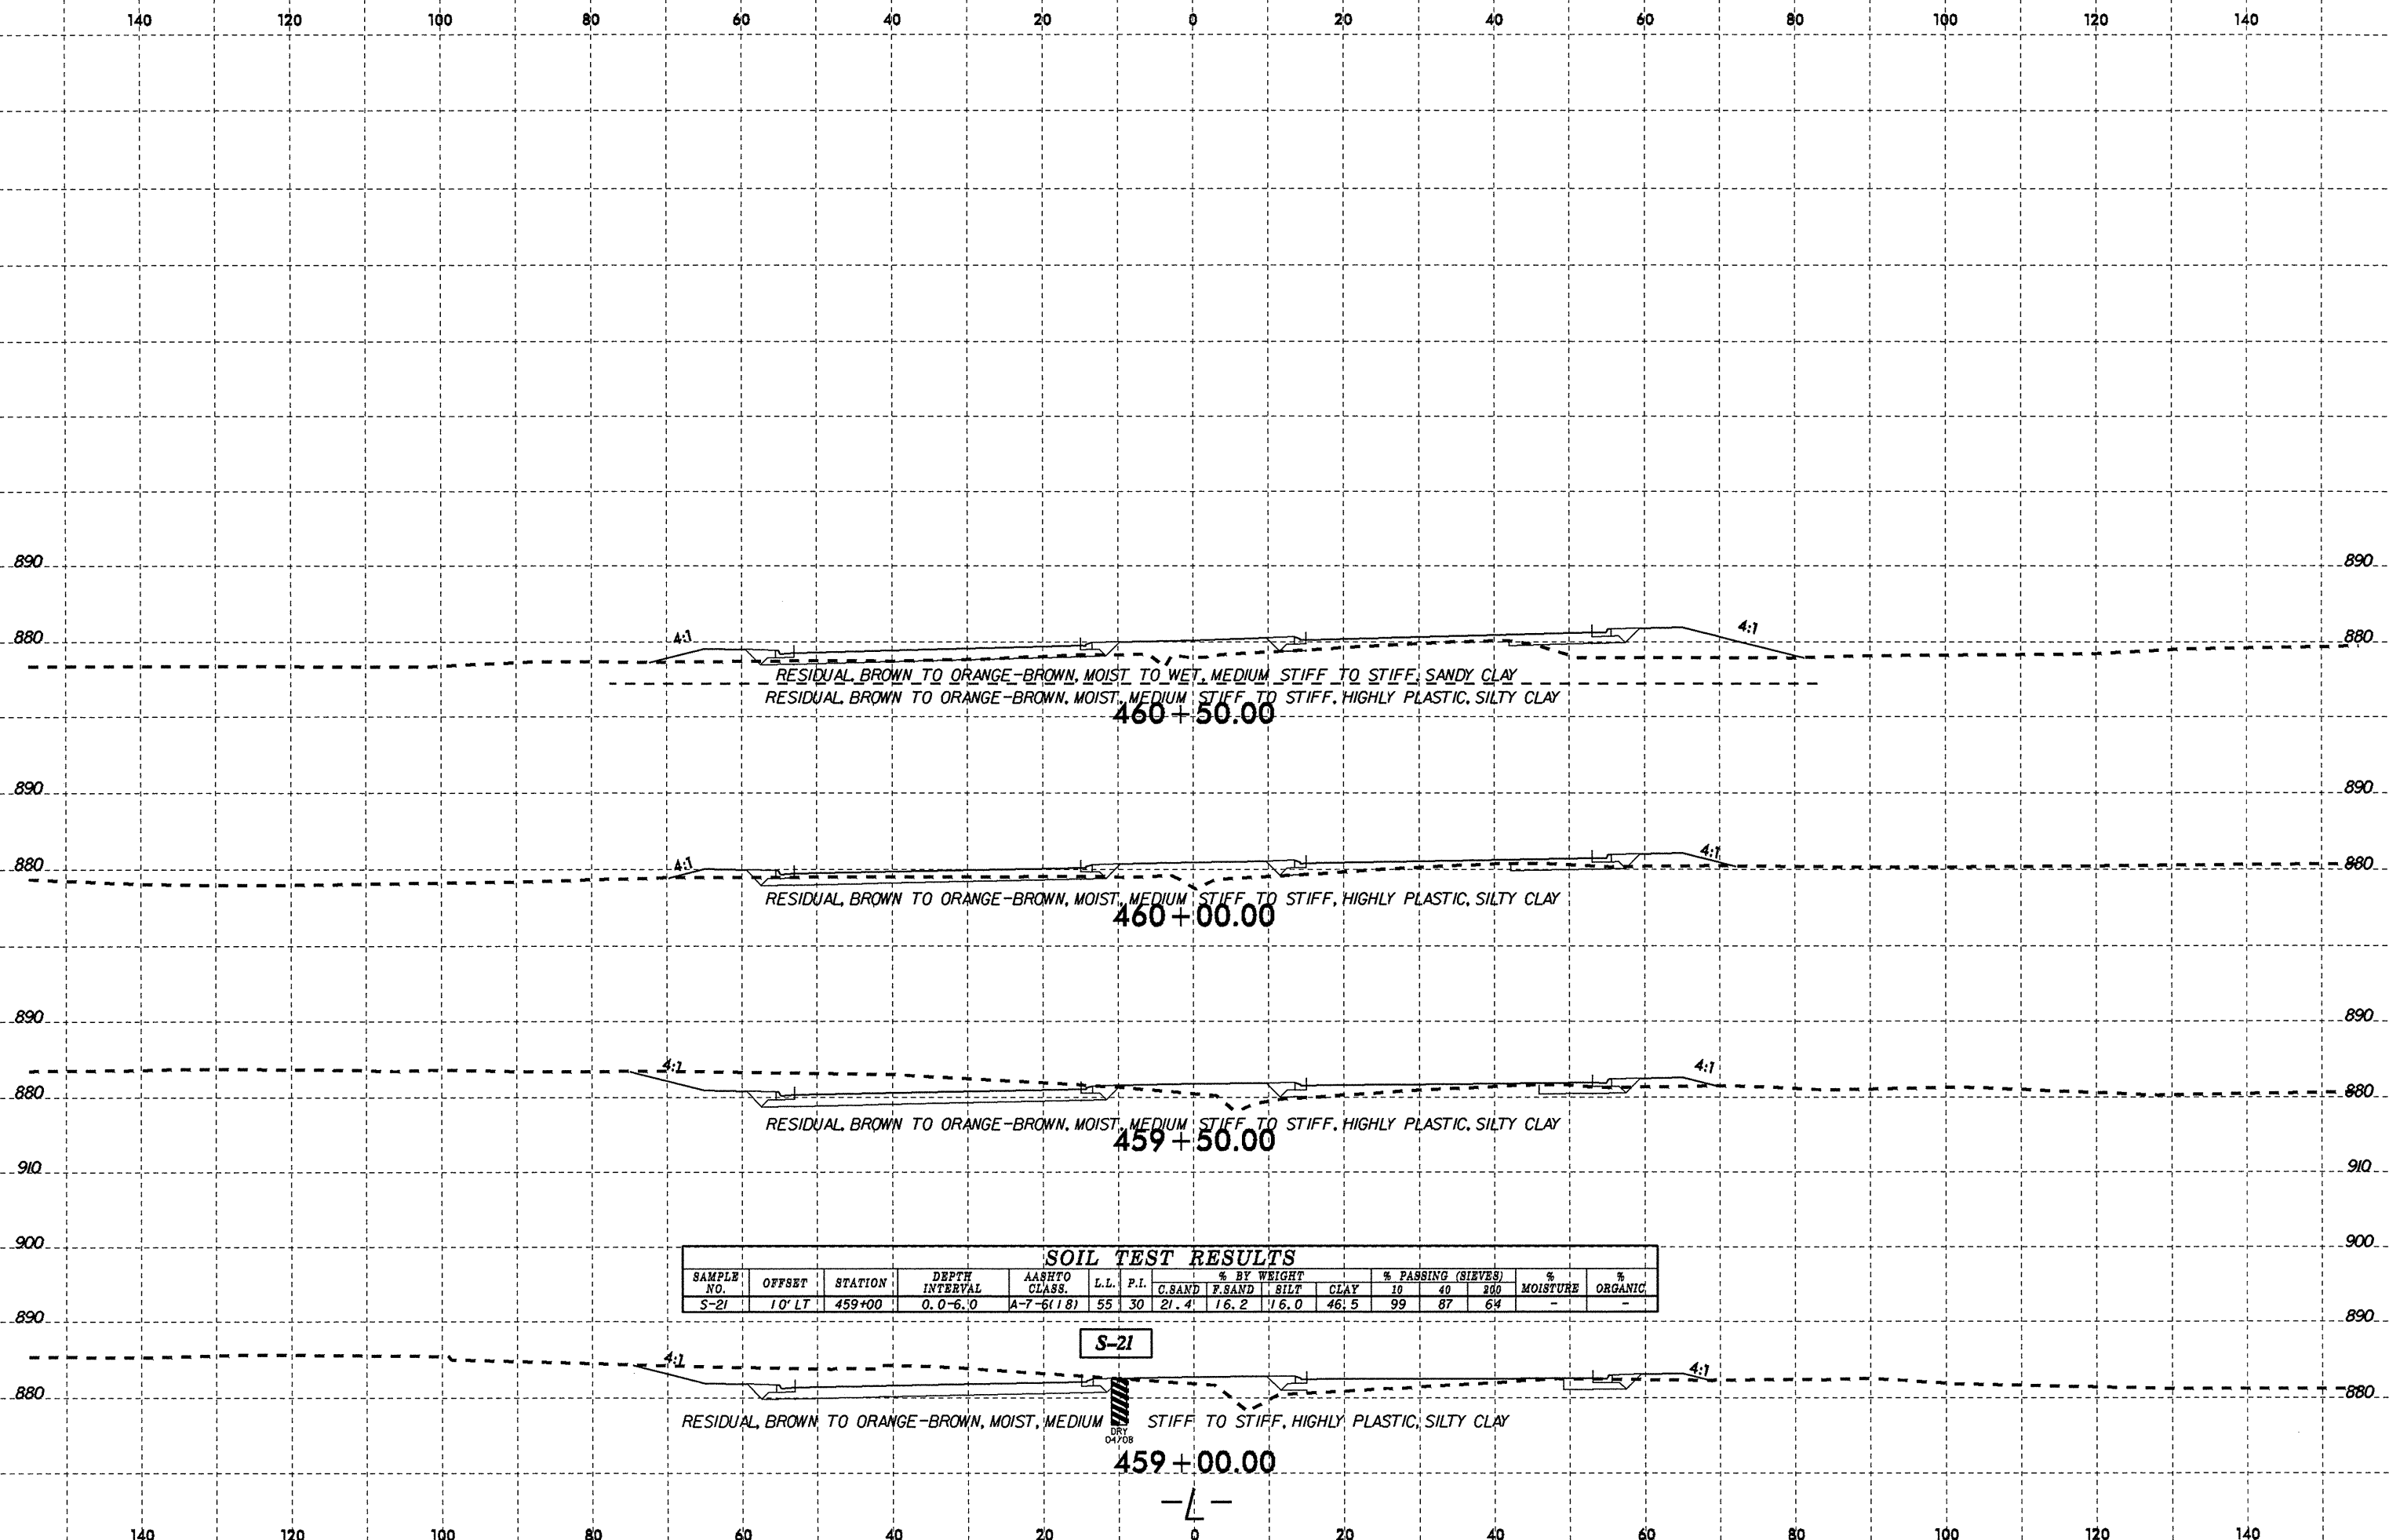 140 120 100 80 60 40 20 0 20 40 60 80 100 120 140
890 890
880 4:1 4:1 880
RESIDUAL, BROWN TO ORANGE-BROWN, MOIST TO WET, MEDIUM STIFF TO STIFF, SANDY CLAY
RESIDUAL, BROWN TO ORANGE-BROWN, MOIST, MEDIUM STIFF TO STIFF, HIGHLY PLASTIC, SILTY CLAY
460+50.00
890 890
880 4:1 4:1 880
RESIDUAL, BROWN TO ORANGE-BROWN, MOIST, MEDIUM STIFF TO STIFF, HIGHLY PLASTIC, SILTY CLAY
460+00.00
890 890
4:1 4:1
880 880
RESIDUAL, BROWN TO ORANGE-BROWN, MOIST, MEDIUM STIFF TO STIFF, HIGHLY PLASTIC, SILTY CLAY
459+50.00
910 910
900 900
SOIL TEST RESULTS
SAMPLE NO. OFFSET STATION DEPTH INTERVAL AASHTO CLASS. L.L. P.I. % BY WEIGHT % PASSING (SIEVES) % MOISTURE % ORGANIC
C.SAND F.SAND SILT CLAY 10 40 200
S-21 10' LT 459+00 0.0-6.0 A-7-6(18) 55 30 21.4 16.2 16.0 46.5 99 87 64 - -
890 890
S-21
4:1 4:1
880 880
RESIDUAL, BROWN TO ORANGE-BROWN, MOIST, MEDIUM STIFF TO STIFF, HIGHLY PLASTIC, SILTY CLAY
DRY
04/08
459+00.00
-L-
140 120 100 80 60 40 20 0 20 40 60 80 100 120 140